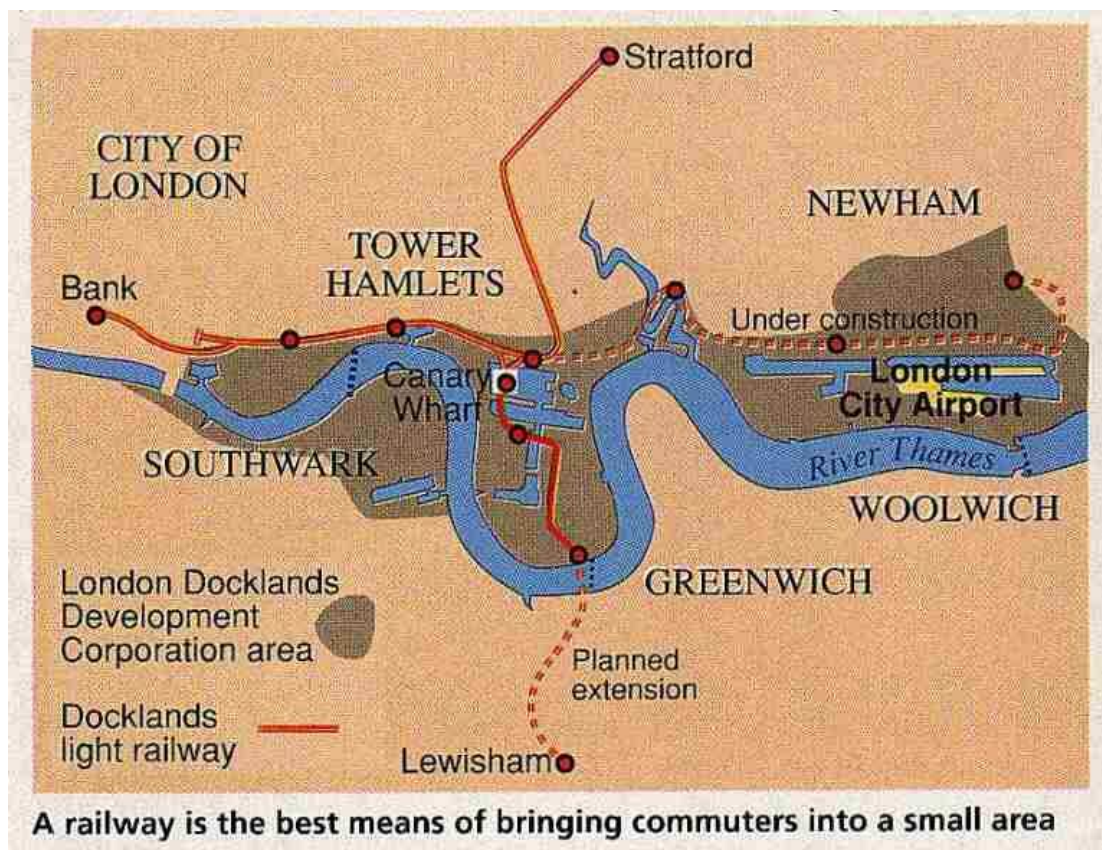 Stratford
CITY OF
LONDON
NEWHAM
TOWER
HAMLETS
Bank
Under construction
Canary
Wharf
London
City Airport
SOUTHWARK
River Thames
WOOLWICH
GREENWICH
London Docklands
Development
Corporation area
Planned
extension
Docklands
light railway
Lewisham
A railway is the best means of bringing commuters into a small area